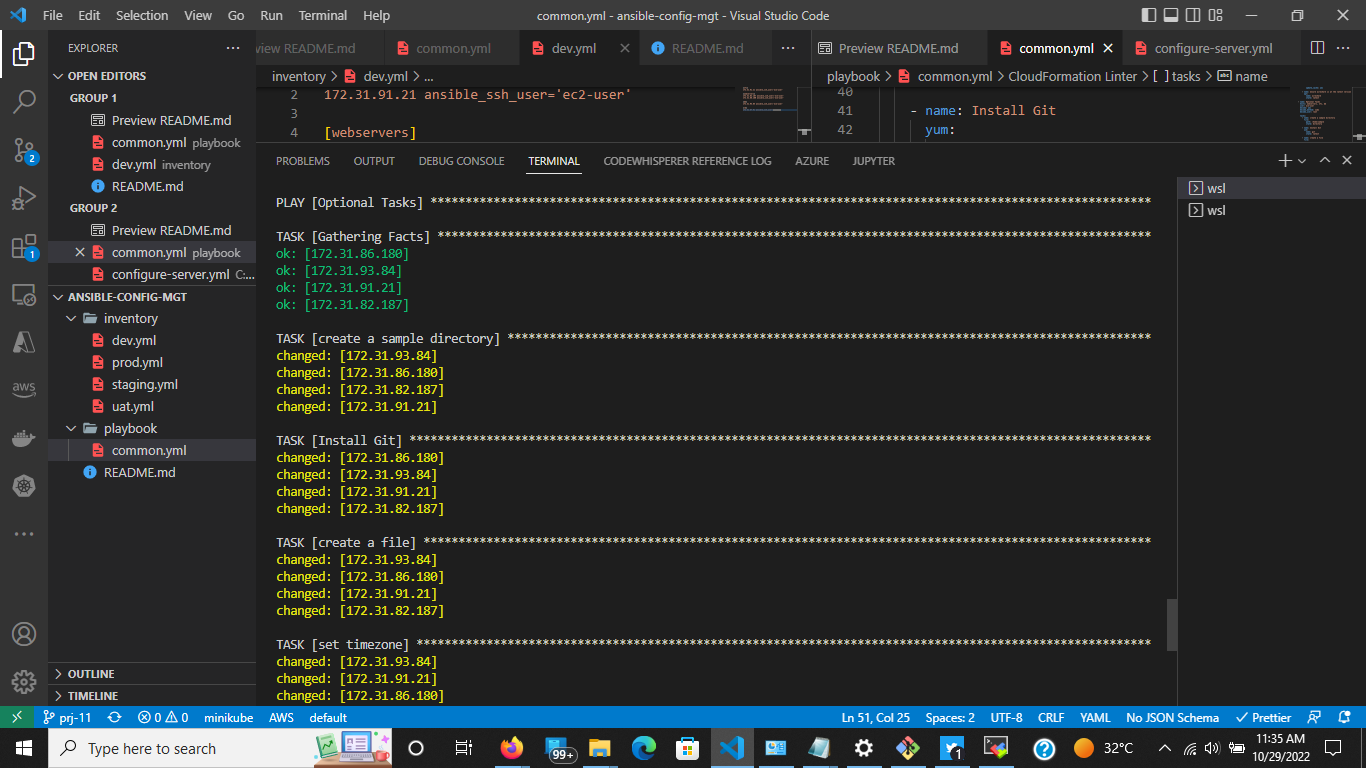 File Edit Selection View Go Run Terminal Help common.yml - ansible-config-mgt - Visual Studio Code
EXPLORER
OPEN EDITORS
GROUP 1
Preview README.md
common.yml playbook
dev.yml inventory
README.md
GROUP 2
Preview README.md
common.yml playbook
configure-server.yml C:...
ANSIBLE-CONFIG-MGT
inventory
dev.yml
prod.yml
staging.yml
uat.yml
playbook
common.yml
README.md
OUTLINE
TIMELINE
2
1
aws
view README.md common.yml dev.yml README.md
inventory > dev.yml > ...
2 172.31.91.21 ansible_ssh_user='ec2-user'
3
4 [webservers]
Preview README.md common.yml configure-server.yml
playbook > common.yml > CloudFormation Linter > [ ] tasks > name
40
41 - name: Install Git
42 yum:
PROBLEMS OUTPUT DEBUG CONSOLE TERMINAL CODEWHISPERER REFERENCE LOG AZURE JUPYTER
wsl
wsl
PLAY [Optional Tasks] *******************************************************************************************************
TASK [Gathering Facts] ******************************************************************************************************
ok: [172.31.86.180]
ok: [172.31.93.84]
ok: [172.31.91.21]
ok: [172.31.82.187]
TASK [create a sample directory] ********************************************************************************************
changed: [172.31.93.84]
changed: [172.31.86.180]
changed: [172.31.82.187]
changed: [172.31.91.21]
TASK [Install Git] **********************************************************************************************************
changed: [172.31.86.180]
changed: [172.31.93.84]
changed: [172.31.91.21]
changed: [172.31.82.187]
TASK [create a file] ********************************************************************************************************
changed: [172.31.93.84]
changed: [172.31.86.180]
changed: [172.31.91.21]
changed: [172.31.82.187]
TASK [set timezone] *********************************************************************************************************
changed: [172.31.93.84]
changed: [172.31.91.21]
changed: [172.31.86.180]
prj-11 0 0 minikube AWS default Ln 51, Col 25 Spaces: 2 UTF-8 CRLF YAML No JSON Schema Prettier
Type here to search 99+ 1 32°C 11:35 AM
10/29/2022